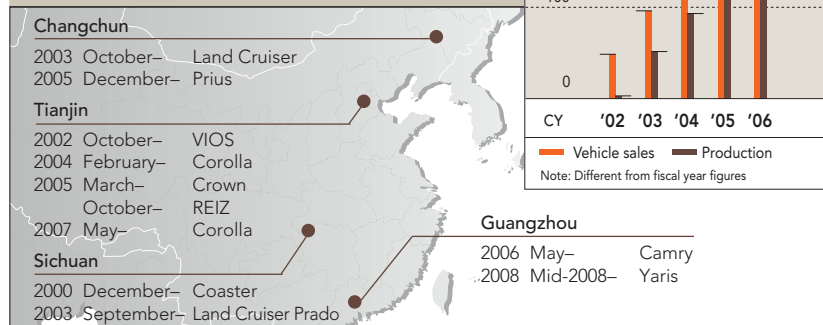 Changchun
2003 October– Land Cruiser
2005 December– Prius
Tianjin
2002 October– VIOS
2004 February– Corolla
2005 March– Crown
October– REIZ
2007 May– Corolla
Sichuan
2000 December– Coaster
2003 September– Land Cruiser Prado
Guangzhou
2006 May– Camry
2008 Mid-2008– Yaris
0
CY '02 '03 '04 '05 '06
Vehicle sales Production
Note: Different from fiscal year figures